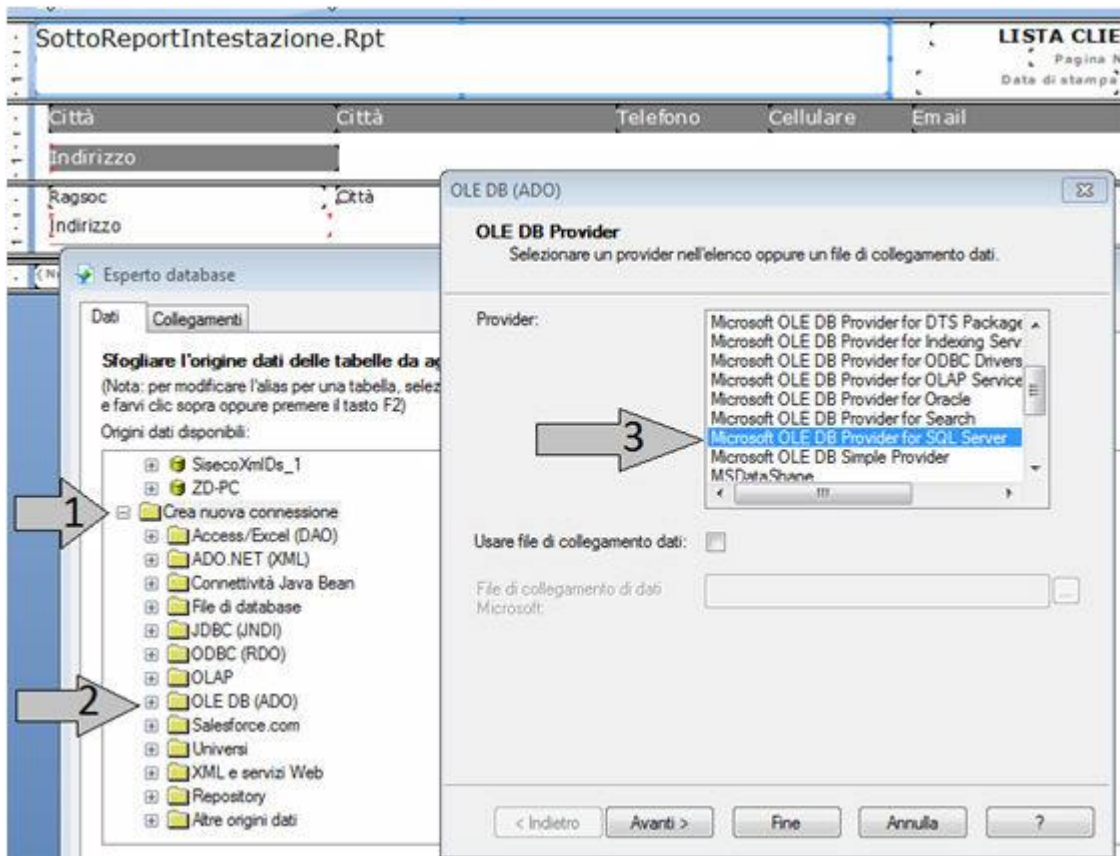 SottoReportIntestazione.Rpt
LISTA CLIE
Pagina N
Data di stampa
Città Città Telefono Cellulare Email
Indirizzo
Ragsoc Città
Indirizzo
Esperto database
Dati Collegamenti
Sfogliare l'origine dati delle tabelle da ag
(Nota: per modificare l'alias per una tabella, selez
e farvi clic sopra oppure premere il tasto F2)
Origini dati disponibili:
SisecoXmlDs_1
ZD-PC
1
Crea nuova connessione
Access/Excel (DAO)
ADO.NET (XML)
Connettività Java Bean
File di database
JDBC (JNDI)
ODBC (RDO)
OLAP
2
OLE DB (ADO)
Salesforce.com
Universi
XML e servizi Web
Repository
Altre origini dati
OLE DB (ADO)
OLE DB Provider
Selezionare un provider nell'elenco oppure un file di collegamento dati.
Provider:
Microsoft OLE DB Provider for DTS Package
Microsoft OLE DB Provider for Indexing Serv
Microsoft OLE DB Provider for ODBC Drivers
Microsoft OLE DB Provider for OLAP Service
Microsoft OLE DB Provider for Oracle
Microsoft OLE DB Provider for Search
3
Microsoft OLE DB Provider for SQL Server
Microsoft OLE DB Simple Provider
MSDataShape
Usare file di collegamento dati:
File di collegamento di dati
Microsoft:
...
< Indietro Avanti > Fine Annulla ?